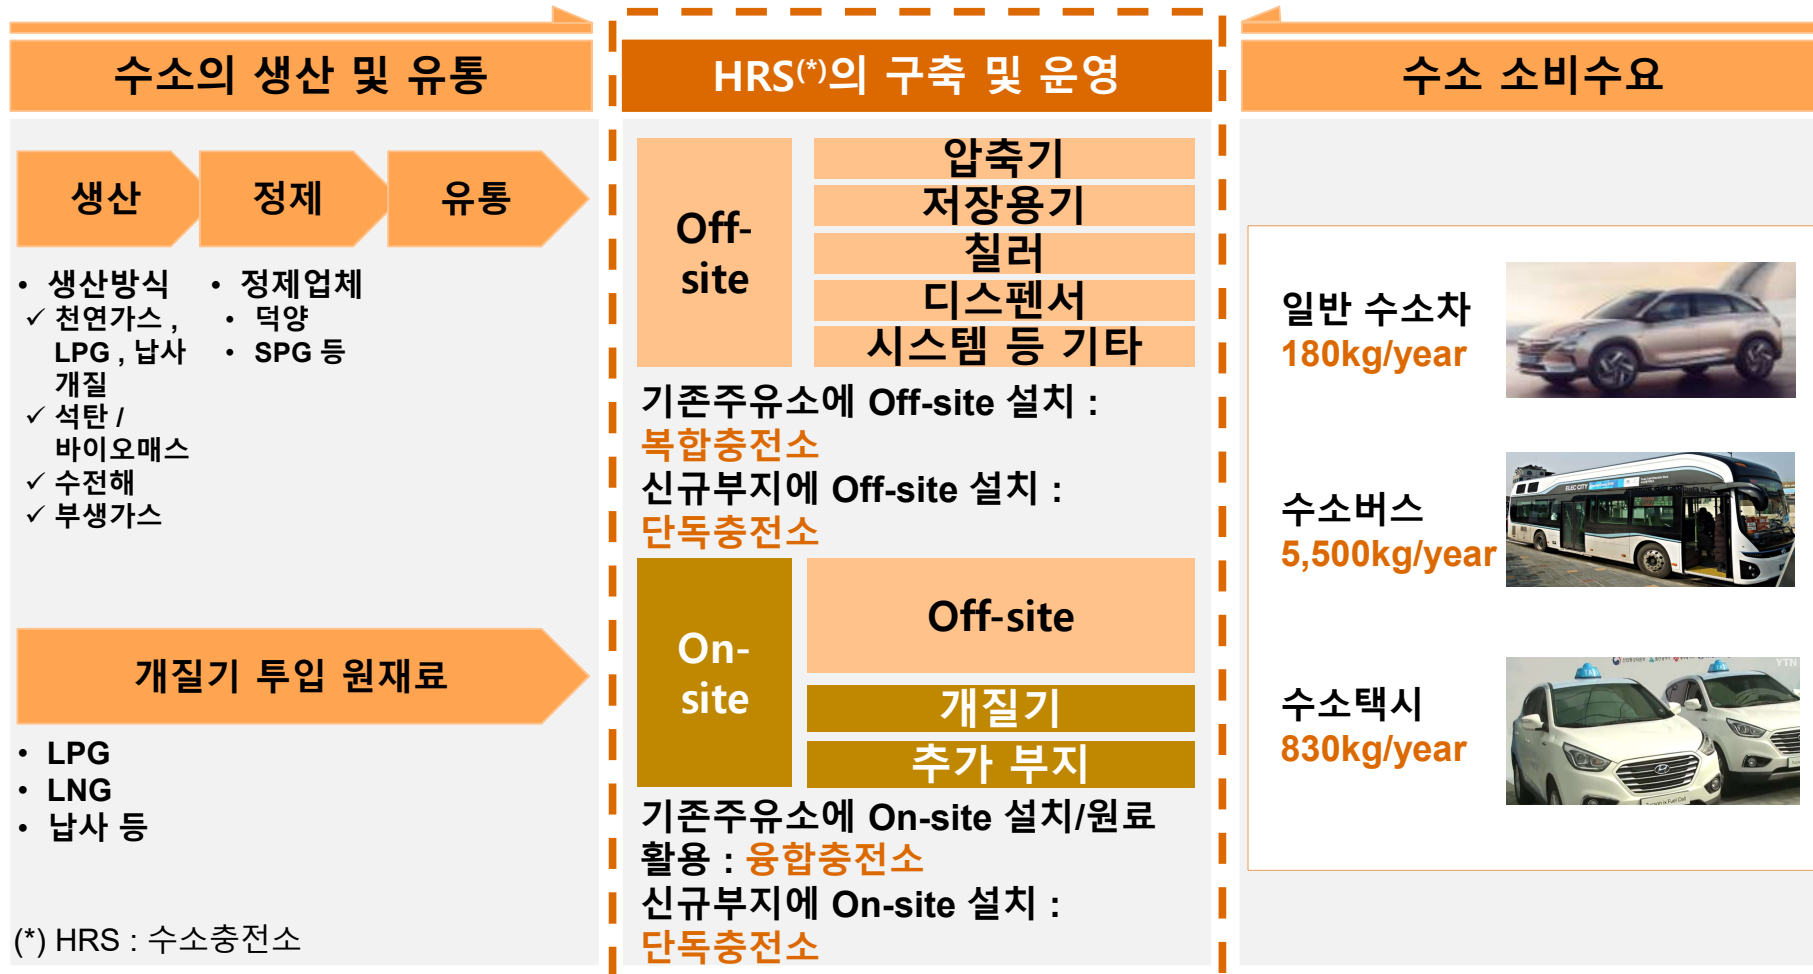 수소의 생산 및 유통
생산
정제
유통
• 생산방식
✓ 천연가스 ,
LPG , 납사
개질
✓ 석탄 /
바이오매스
✓ 수전해
✓ 부생가스
• 정제업체
• 덕양
• SPG 등
개질기 투입 원재료
• LPG
• LNG
• 납사 등
(*) HRS : 수소충전소
HRS(*)의 구축 및 운영
Off-
site
압축기
저장용기
칠러
디스펜서
시스템 등 기타
기존주유소에 Off-site 설치 :
복합충전소
신규부지에 Off-site 설치 :
단독충전소
On-
site
Off-site
개질기
추가 부지
기존주유소에 On-site 설치/원료
활용 : 융합충전소
신규부지에 On-site 설치 :
단독충전소
수소 소비수요
일반 수소차
180kg/year
수소버스
5,500kg/year
ELEC CITY
수소택시
830kg/year
YTN